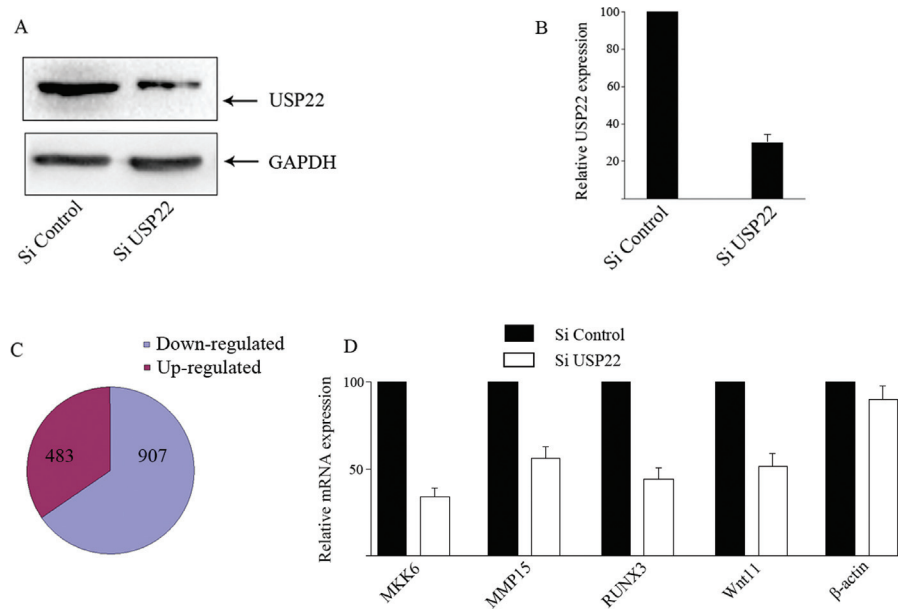 A
USP22
GAPDH
Si Control
Si USP22
B
Relative USP22 expression
100
80
60
40
20
Si Control
Si USP22
C
Down-regulated
Up-regulated
483
907
D
Si Control
Si USP22
Relative mRNA expression
100
50
MKK6
MMP15
RUNX3
Wnt11
β-actin